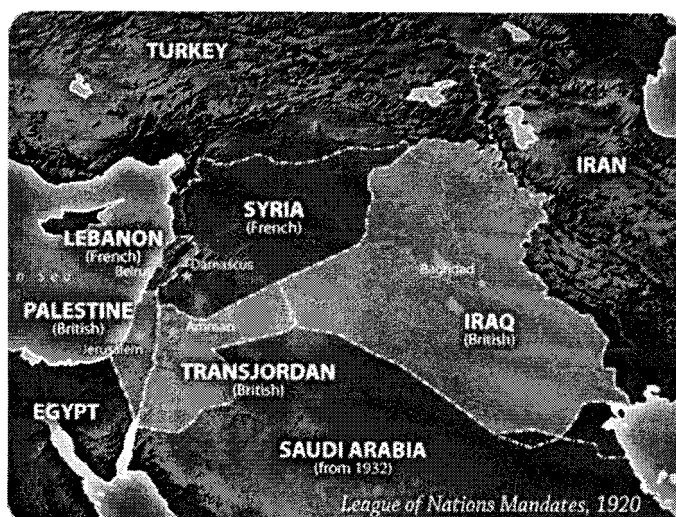 TURKEY
IRAN
SYRIA
(French)
LEBANON
(French)
Beirut
Damascus
Baghdad
PALESTINE
(British)
Amman
IRAQ
(British)
Jerusalem
TRANSJORDAN
(British)
EGYPT
SAUDI ARABIA
(from 1932)
League of Nations Mandates, 1920